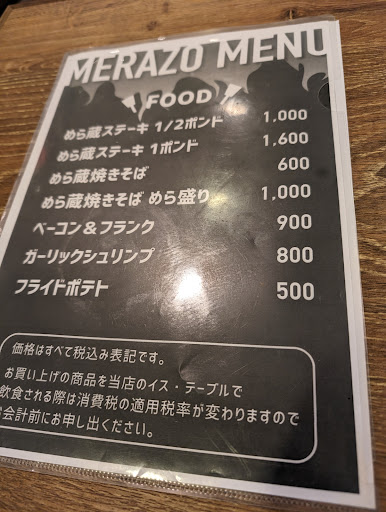 MERAZO MENU
FOOD
めら蔵ステーキ 1/2ポンド 1,000
めら蔵ステーキ 1ポンド 1,600
めら蔵焼きそば 600
めら蔵焼きそば めら盛り 1,000
ベーコン&フランク 900
ガーリックシュリンプ 800
フライドポテト 500
価格はすべて税込み表記です。
お買い上げの商品を当店のイス・テーブルで
飲食される際は消費税の適用税率が変わりますので
会計前にお申し出ください。